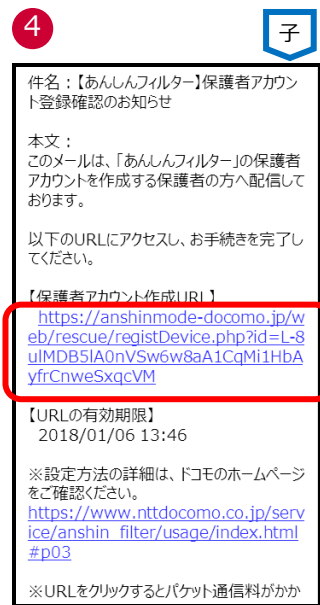 4
子
件名：【あんしんフィルター】保護者アカウン
ト登録確認のお知らせ
本文：
このメールは、「あんしんフィルター」の保護者
アカウントを作成する保護者の方へ配信して
おります。
以下のURLにアクセスし、お手続きを完了し
てください。
【保護者アカウント作成URL】
https://anshinmode-docomo.jp/w
eb/rescue/registDevice.php?id=L-8
ulMDB5lA0nVSw6w8aA1CqMi1HbA
yfrCnweSxqcVM
【URLの有効期限】
2018/01/06 13:46
※設定方法の詳細は、ドコモのホームページ
をご確認ください。
https://www.nttdocomo.co.jp/serv
ice/anshin_filter/usage/index.html
#p03
※URLをクリックするとパケット通信料がかか